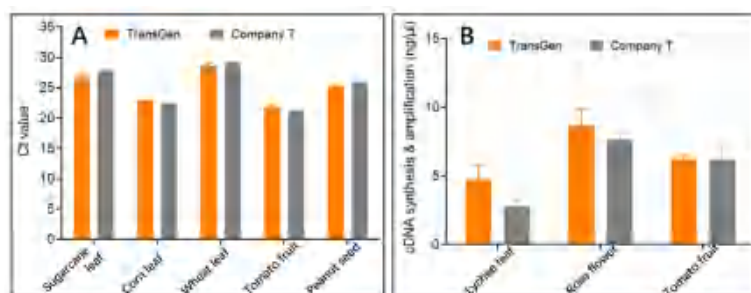 A
TransGen
Company T
Ct value
35
30
25
20
15
10
5
0
Sugarcane
leaf
Corn leaf
Wheat leaf
Tomato fruit
Peanut seed
B
TransGen
Company T
cDNA synthesis & amplification (ng/μl)
15
10
5
0
leaf
Rose flower
Tomato fruit